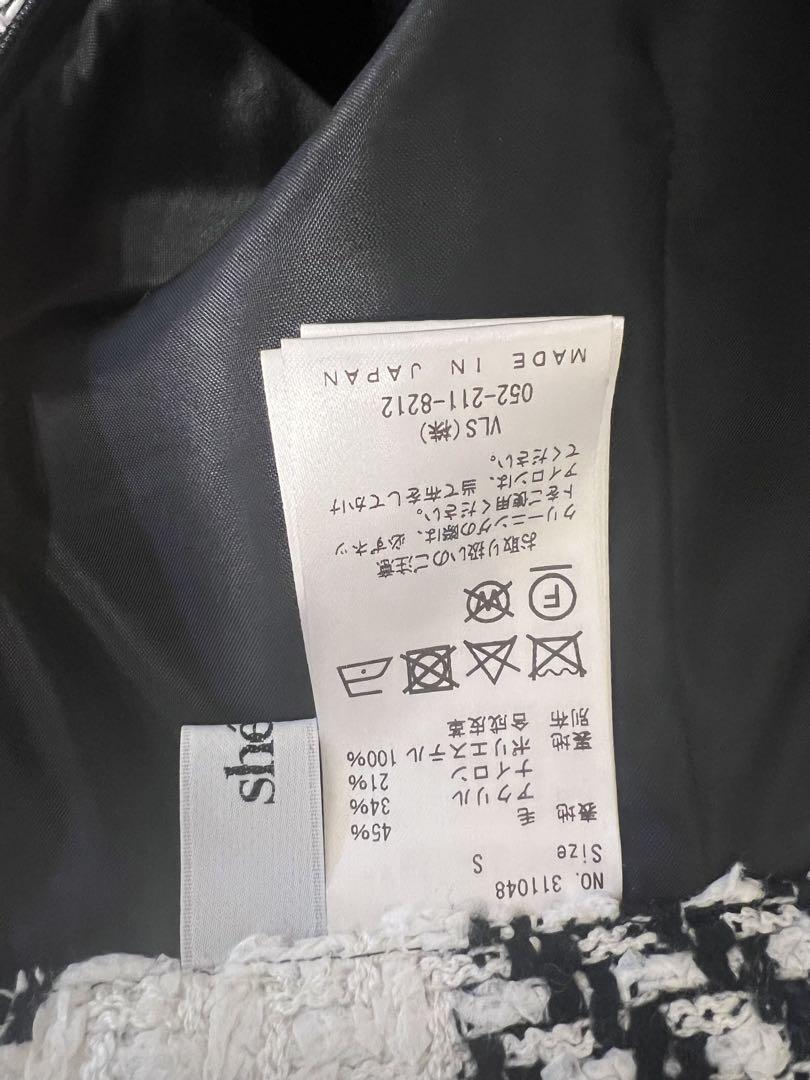 NO. 311048
Size S
表地 毛 45%
アクリル 34%
ナイロン 21%
裏地 ポリエステル 100%
別布 合成皮革
F W
お取り扱いのご注意
クリーニングの際は、必ずネッ
トをご使用ください。
アイロンは、当て布をしてかけ
てください。
VLS(株)
052-211-8212
MADE IN JAPAN
shé